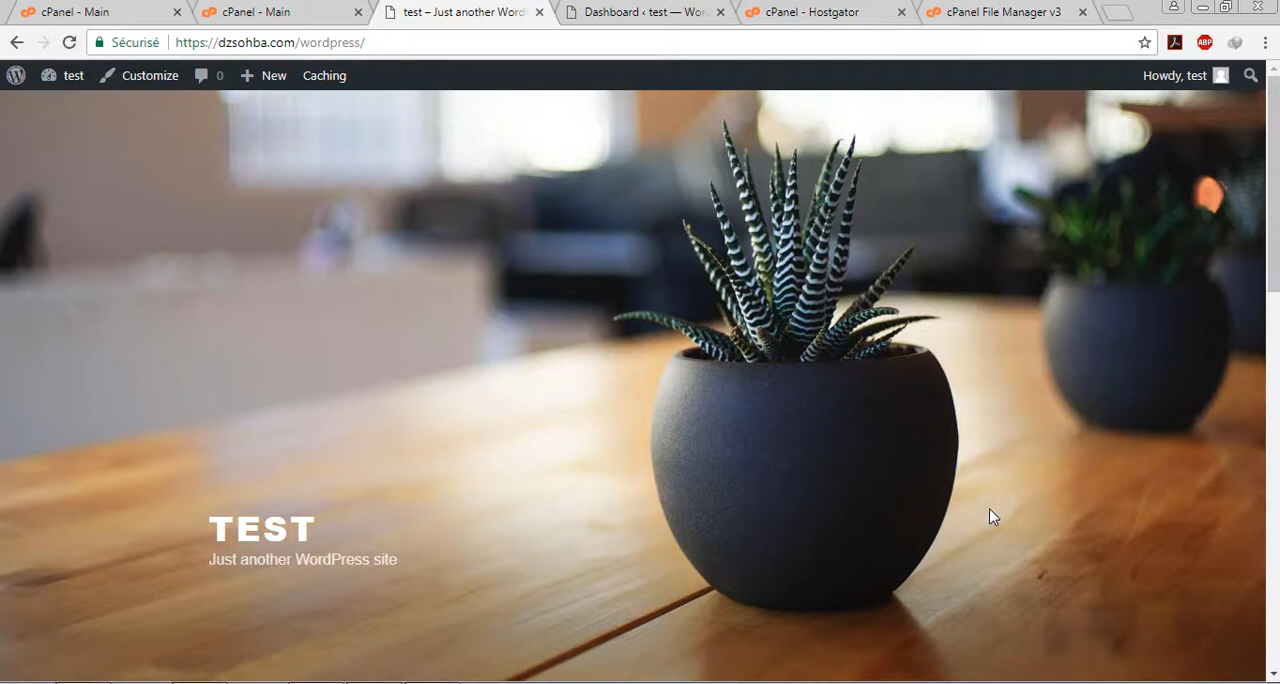 cPanel - Main
cPanel - Main
test – Just another Word
Dashboard ‹ test — Wor
cPanel - Hostgator
cPanel File Manager v3
Sécurisé
https://dzsohba.com/wordpress/
ABP
test
Customize
0
New
Caching
Howdy, test
TEST
Just another WordPress site